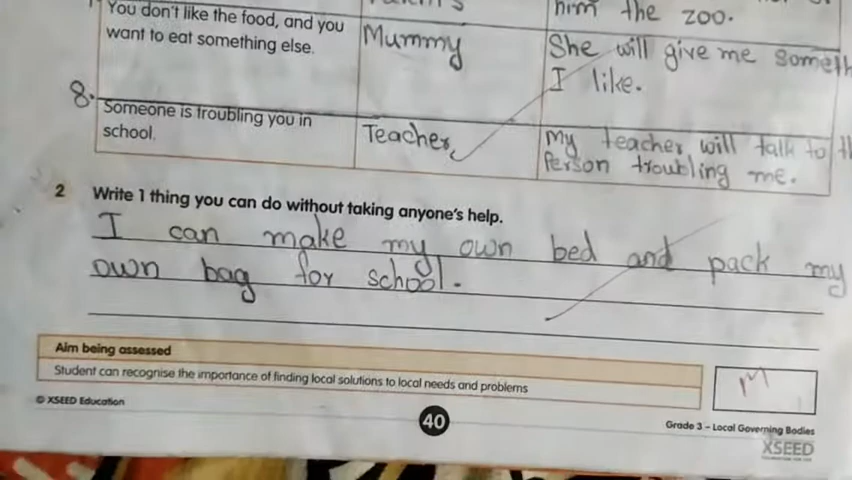 him the zoo.
You don't like the food, and you
want to eat something else.
Mummy
She will give me
I like.
8.
Someone is troubling you in
school.
Teacher
My teacher will talk to
Person troubling me.
2 Write 1 thing you can do without taking anyone's help.
I can make my own bed and pack my
own bag for school.
Aim being assessed
Student can recognise the importance of finding local solutions to local needs and problems
M
© XSEED Education
40
Grade 3 – Local Governing Bodies
XSEED